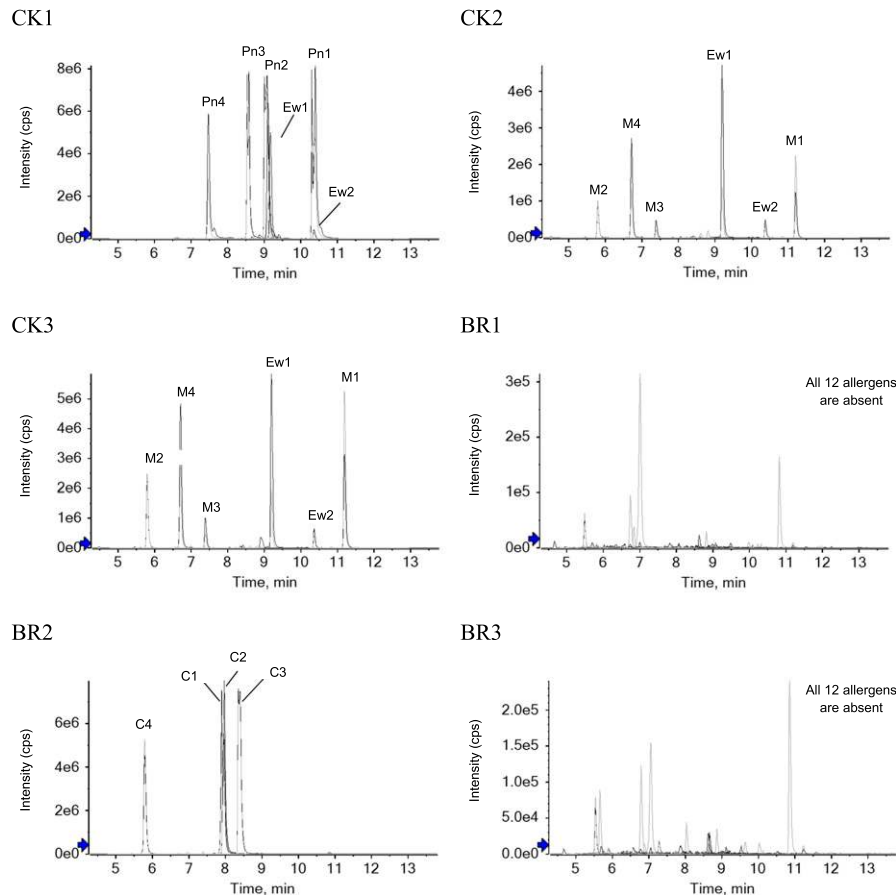 CK1
Intensity (cps)
8e6
6e6
4e6
2e6
0e0
Pn4
Pn3
Pn2
Ew1
Pn1
Ew2
5 6 7 8 9 10 11 12 13
Time, min
CK2
Intensity (cps)
4e6
3e6
2e6
1e6
0e0
M2
M4
M3
Ew1
Ew2
M1
5 6 7 8 9 10 11 12 13
Time, min
CK3
Intensity (cps)
5e6
4e6
3e6
2e6
1e6
0e0
M2
M4
M3
Ew1
Ew2
M1
5 6 7 8 9 10 11 12 13
Time, min
BR1
Intensity (cps)
3e5
2e5
1e5
0e0
All 12 allergens
are absent
5 6 7 8 9 10 11 12 13
Time, min
BR2
Intensity (cps)
6e6
4e6
2e6
0e0
C4
C1
C2
C3
5 6 7 8 9 10 11 12 13
Time, min
BR3
Intensity (cps)
2.0e5
1.5e5
1.0e5
5.0e4
0.0e0
All 12 allergens
are absent
5 6 7 8 9 10 11 12 13
Time, min